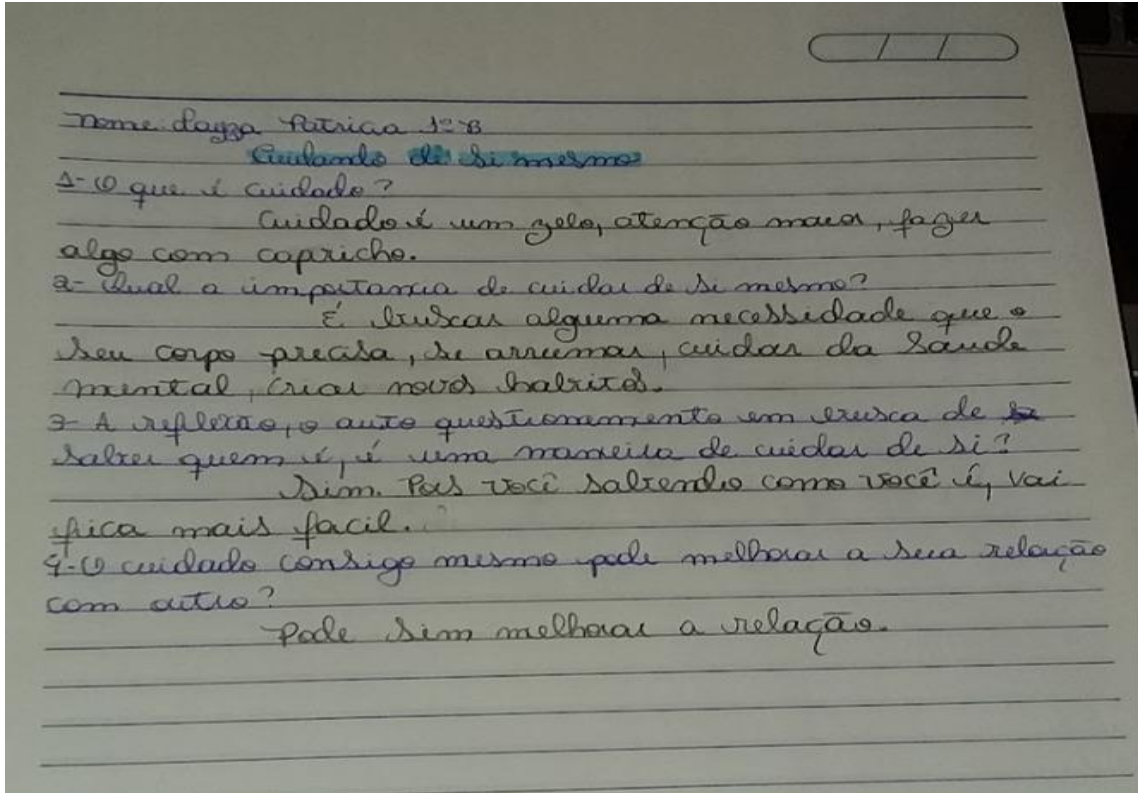 nome: dayza Patricia 1º B
Cuidando de si mesmo
1- O que é cuidado?
Cuidado é um zelo, atenção maior, fazer
algo com capricho.
2- Qual a importancia de cuidar de si mesmo?
É buscar alguma necessidade que o
seu corpo precisa, se arrumar, cuidar da saúde
mental, criar novos habitos.
3- A reflexão, o auto questionamento em busca de
saber quem é, é uma maneira de cuidar de si?
Sim. Pois você sabendo como você é, vai
fica mais facil.
4- O cuidado consigo mesmo pode melhorar a sua relação
com outro?
Pode sim melhorar a relação.